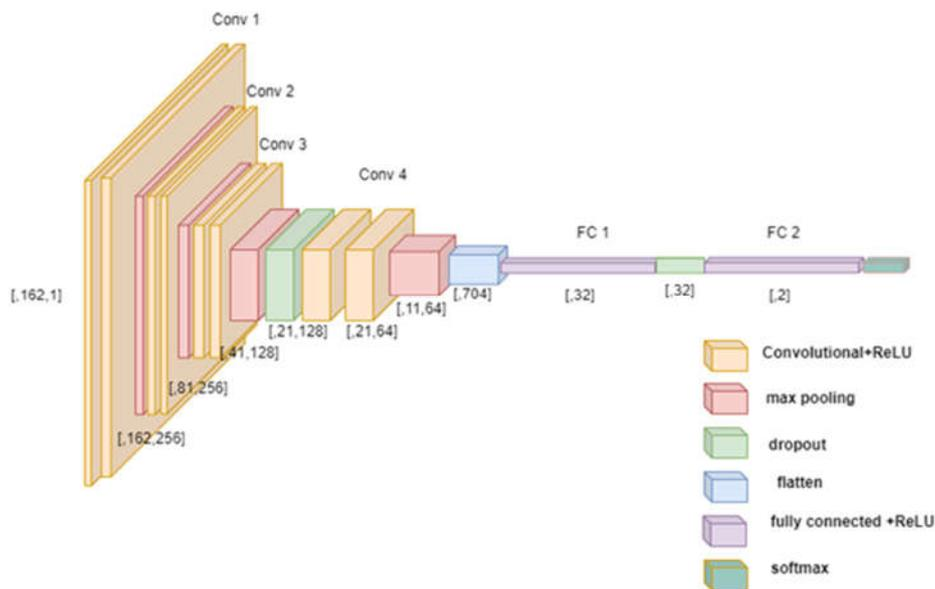 Conv 1
Conv 2
Conv 3
Conv 4
FC 1
FC 2
[,162,1]
[,162,256]
[,81,256]
[,41,128]
[,21,128]
[,21,64]
[,11,64]
[,704]
[,32]
[,32]
[,2]
Convolutional+ReLU
max pooling
dropout
flatten
fully connected +ReLU
softmax